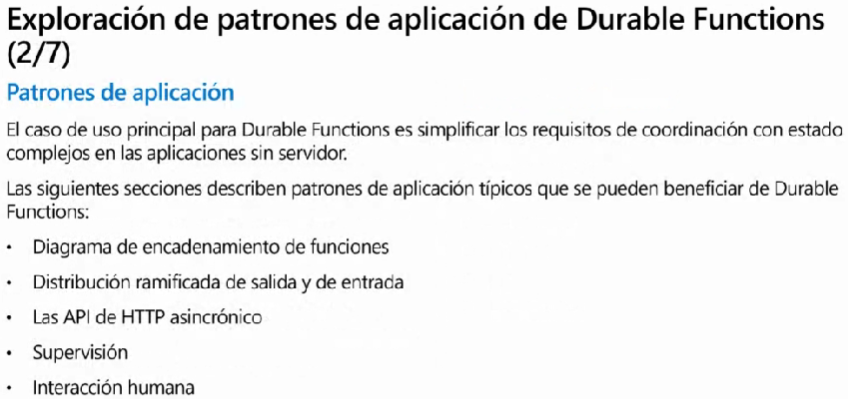 Exploración de patrones de aplicación de Durable Functions
(2/7)
Patrones de aplicación
El caso de uso principal para Durable Functions es simplificar los requisitos de coordinación con estado
complejos en las aplicaciones sin servidor.
Las siguientes secciones describen patrones de aplicación típicos que se pueden beneficiar de Durable
Functions:
• Diagrama de encadenamiento de funciones
• Distribución ramificada de salida y de entrada
• Las API de HTTP asincrónico
• Supervisión
• Interacción humana